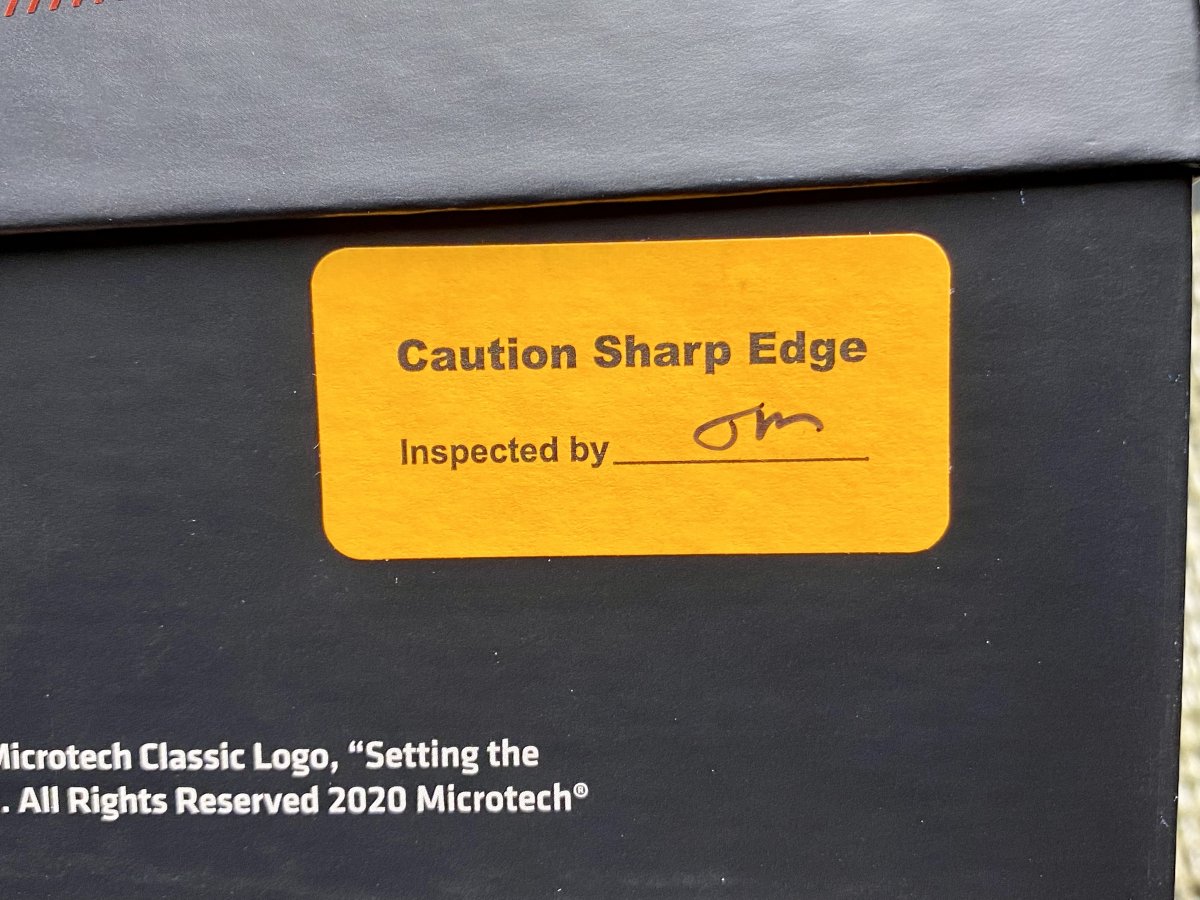 Caution Sharp Edge
Inspected by
Microtech Classic Logo, “Setting the
. All Rights Reserved 2020 Microtech®